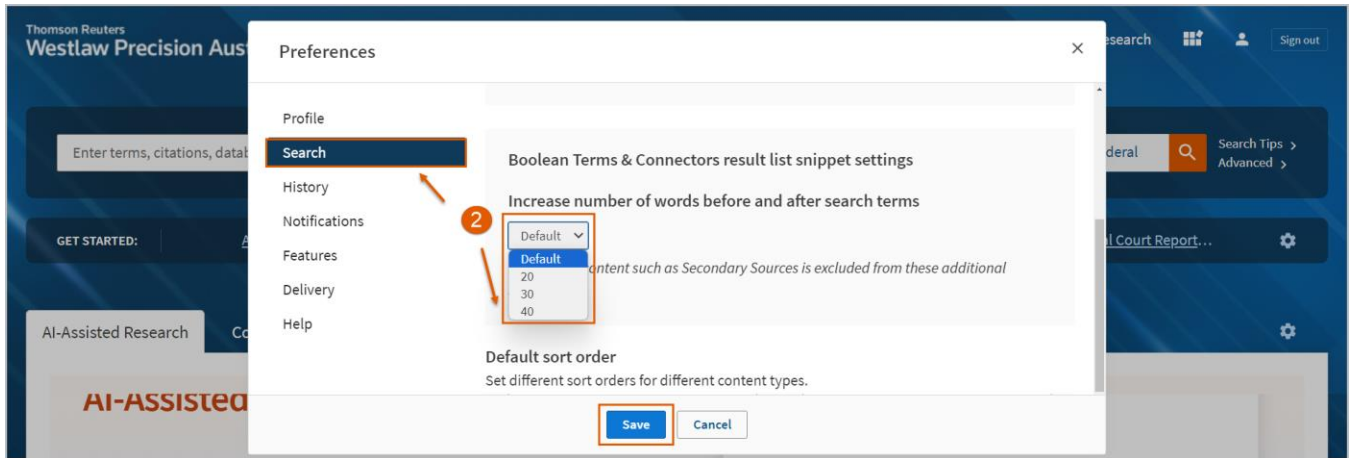 Thomson Reuters
Westlaw Precision Aus
Preferences
esearch
Sign out
Enter terms, citations, datab
deral
Search Tips
Advanced
GET STARTED:
A
l Court Report...
Profile
Search
History
Notifications
Features
Delivery
Help
Boolean Terms & Connectors result list snippet settings
Increase number of words before and after search terms
2
Default
Default
20
30
40
ontent such as Secondary Sources is excluded from these additional
Default sort order
Set different sort orders for different content types.
Save
Cancel
AI-Assisted Research
Co
AI-Assisted